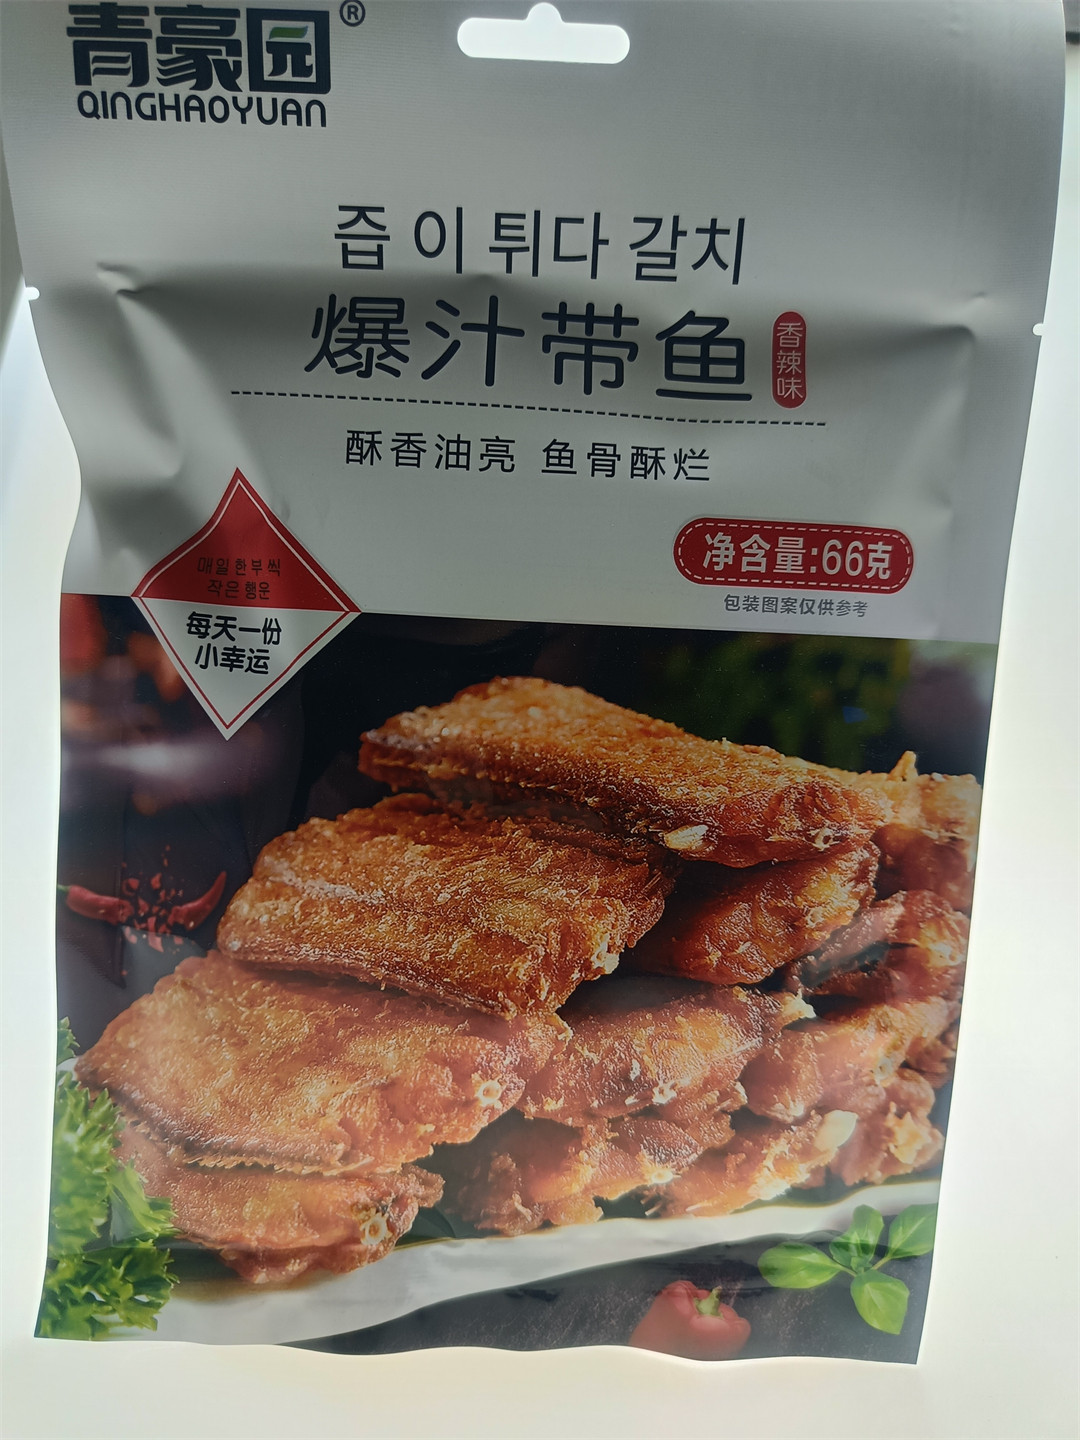 青豪园®
QINGHAOYUAN
즙이 튀다 갈치
爆汁带鱼
香辣味
酥香油亮 鱼骨酥烂
净含量:66克
包装图案仅供参考
매일 한부씩
작은 행운
每天一份
小幸运